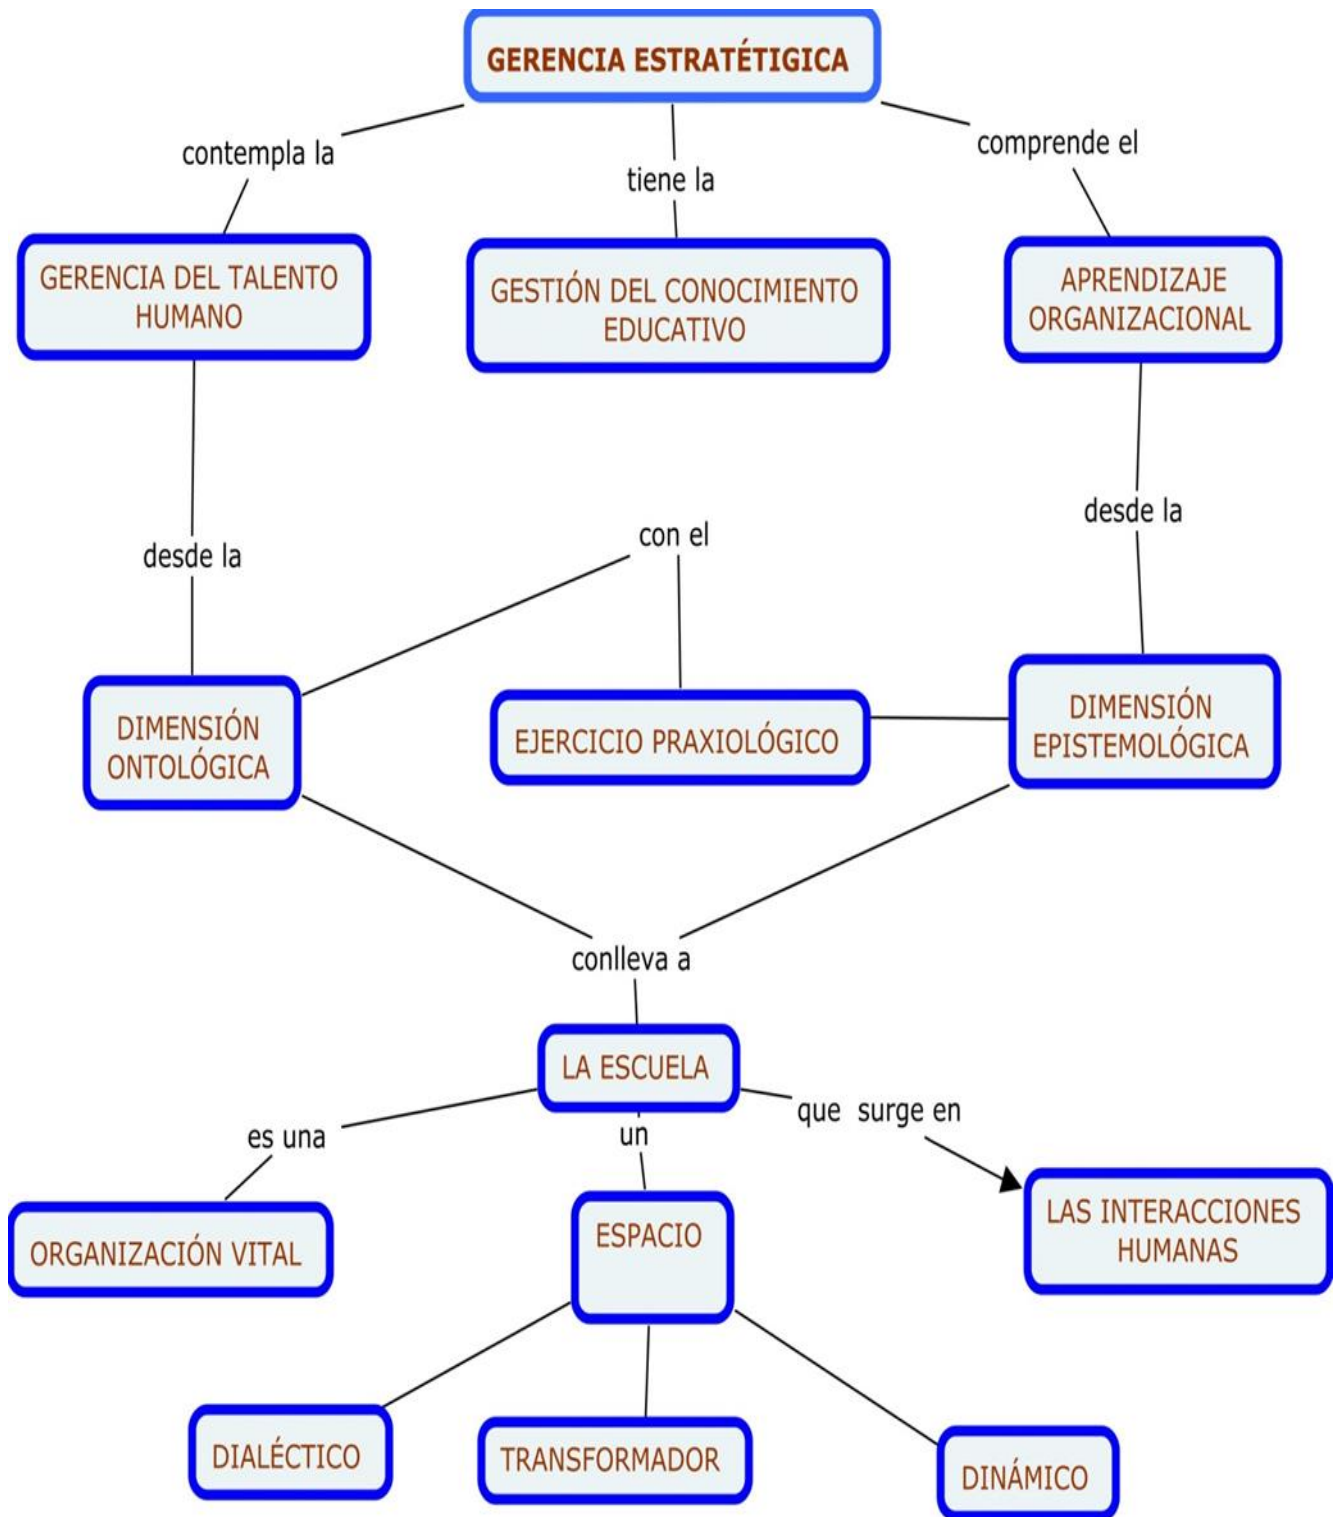 GERENCIA ESTRATÉTIGICA
contempla la
tiene la
comprende el
GERENCIA DEL TALENTO
HUMANO
GESTIÓN DEL CONOCIMIENTO
EDUCATIVO
APRENDIZAJE
ORGANIZACIONAL
desde la
con el
desde la
DIMENSIÓN
ONTOLÓGICA
EJERCICIO PRAXIOLÓGICO
DIMENSIÓN
EPISTEMOLÓGICA
conlleva a
LA ESCUELA
es una
un
que surge en
ORGANIZACIÓN VITAL
ESPACIO
LAS INTERACCIONES
HUMANAS
DIALÉCTICO
TRANSFORMADOR
DINÁMICO